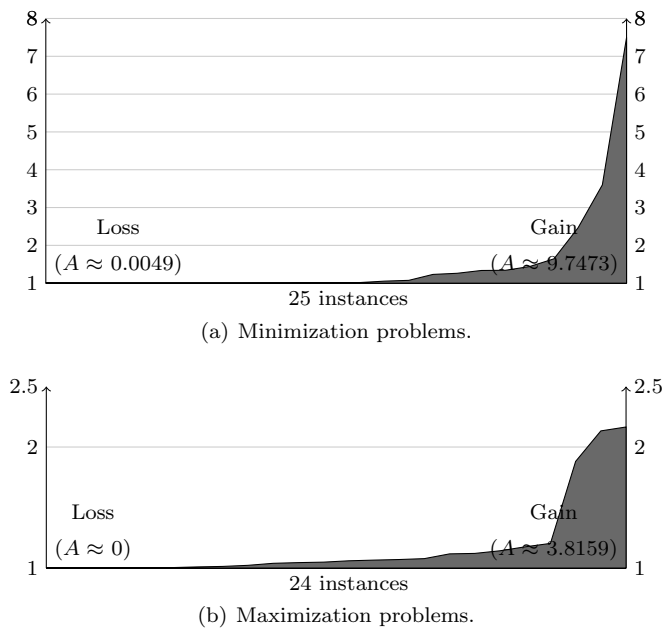 8 8
7 7
6 6
5 5
4 4
3 3
Loss Gain
2 2
(A ≈ 0.0049) (A ≈ 9.7473)
1 1
25 instances
(a) Minimization problems.
2.5 2.5
2 2
Loss Gain
(A ≈ 0) (A ≈ 3.8159)
1 1
24 instances
(b) Maximization problems.